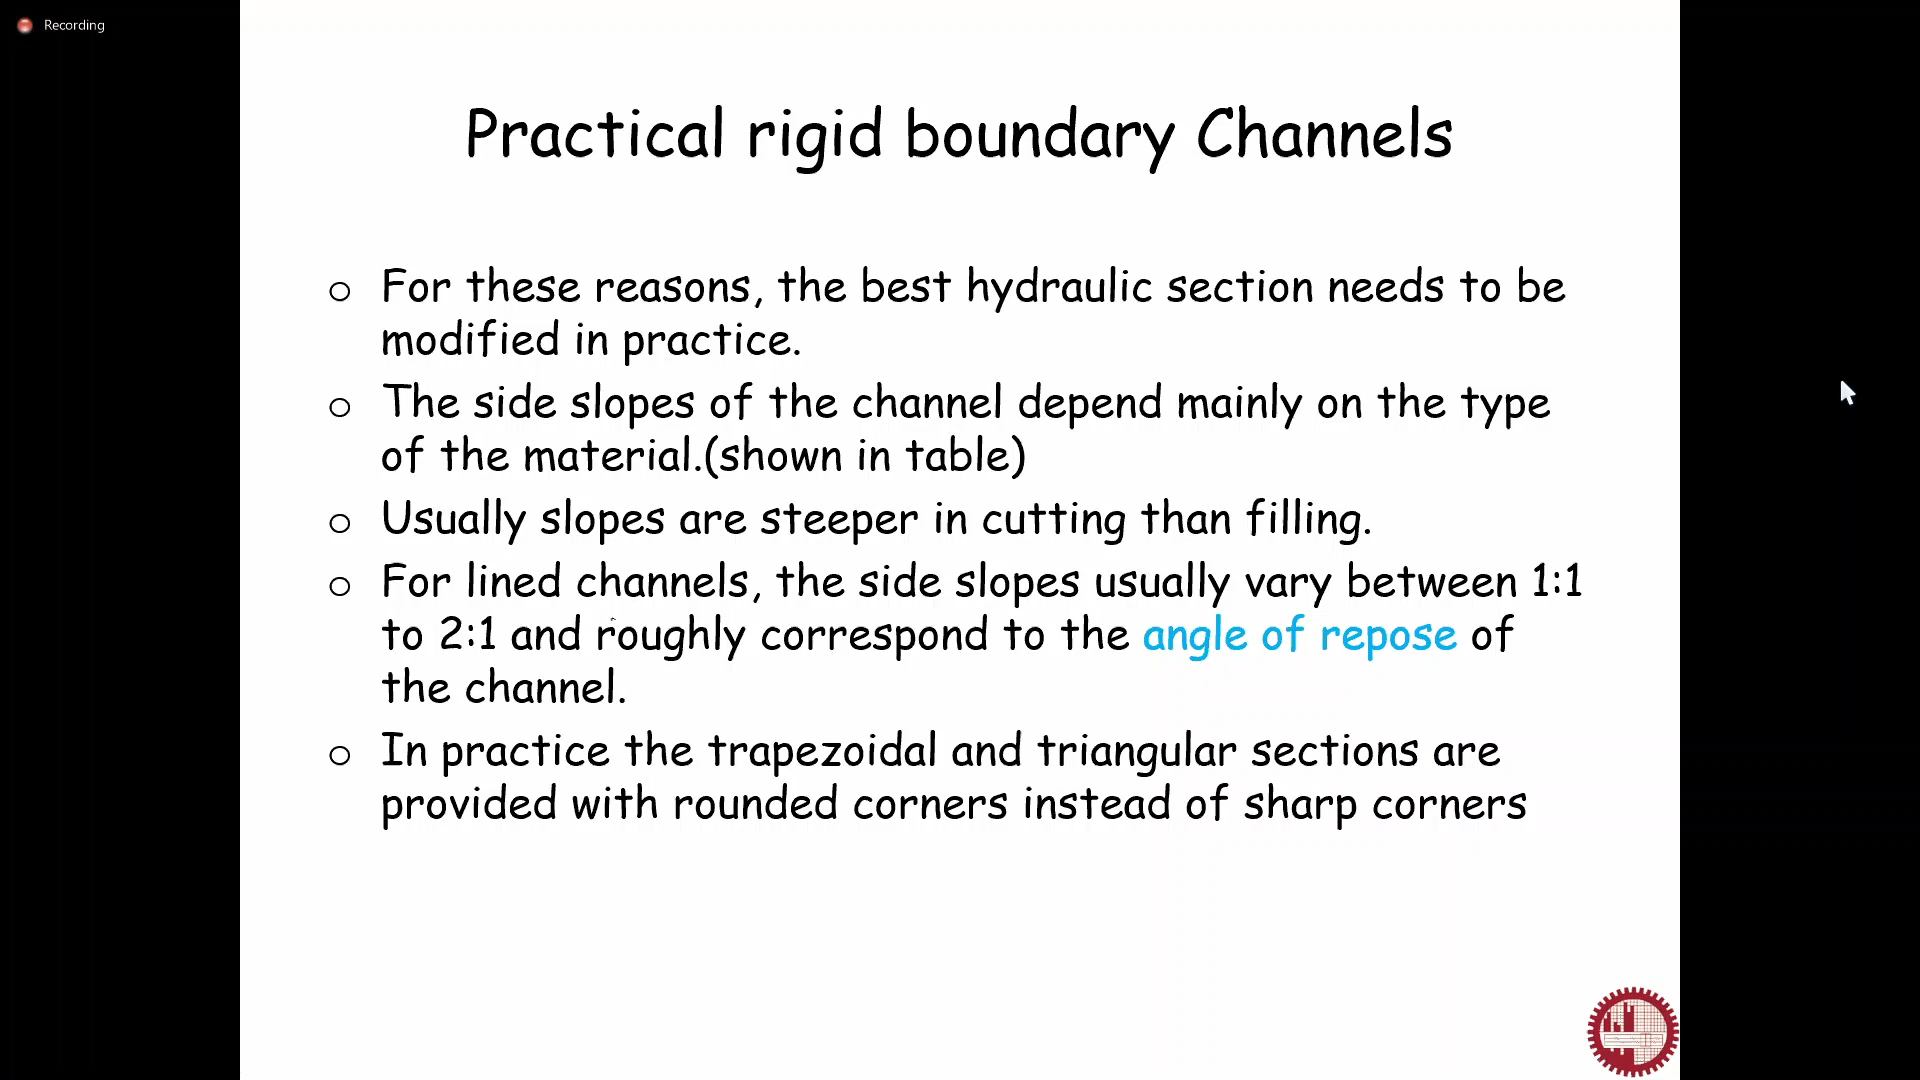 Recording
Practical rigid boundary Channels
o For these reasons, the best hydraulic section needs to be
modified in practice.
o The side slopes of the channel depend mainly on the type
of the material.(shown in table)
o Usually slopes are steeper in cutting than filling.
o For lined channels, the side slopes usually vary between 1:1
to 2:1 and roughly correspond to the angle of repose of
the channel.
o In practice the trapezoidal and triangular sections are
provided with rounded corners instead of sharp corners